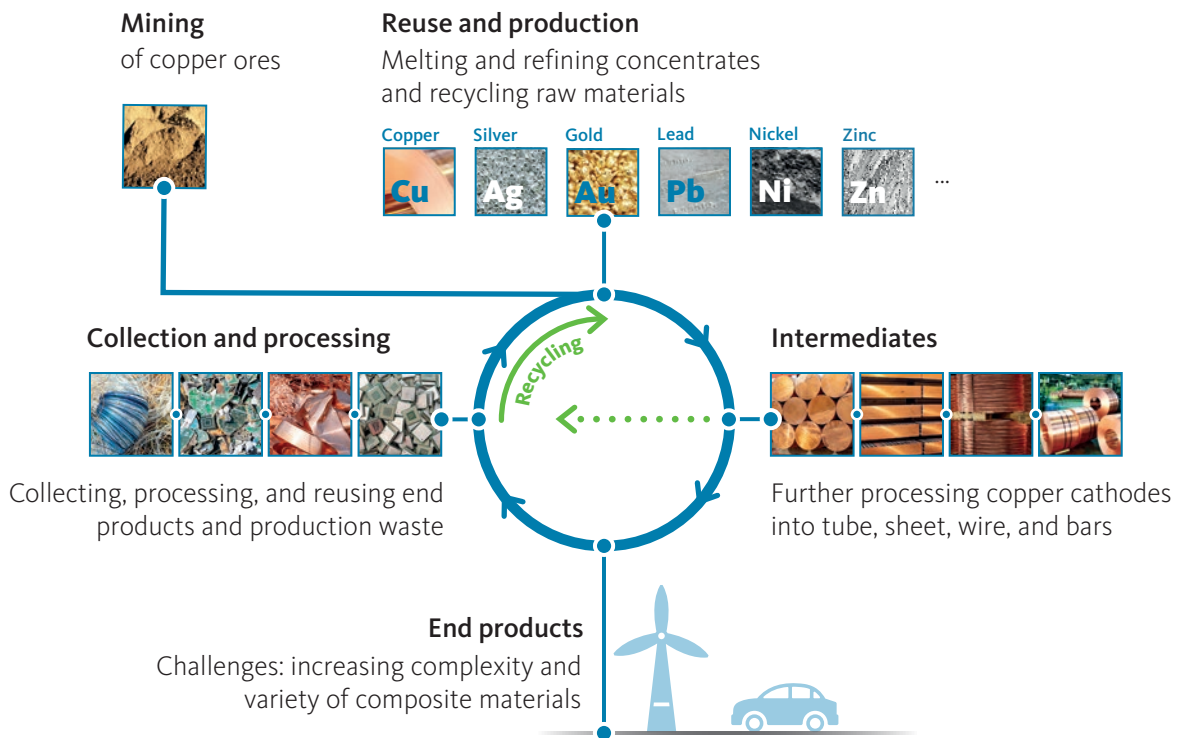 Mining
of copper ores
Reuse and production
Melting and refining concentrates
and recycling raw materials
Copper
Silver
Gold
Lead
Nickel
Zinc
Cu
Ag
Au
Pb
Ni
Zn
...
Collection and processing
Recycling
Intermediates
Collecting, processing, and reusing end
products and production waste
Further processing copper cathodes
into tube, sheet, wire, and bars
End products
Challenges: increasing complexity and
variety of composite materials